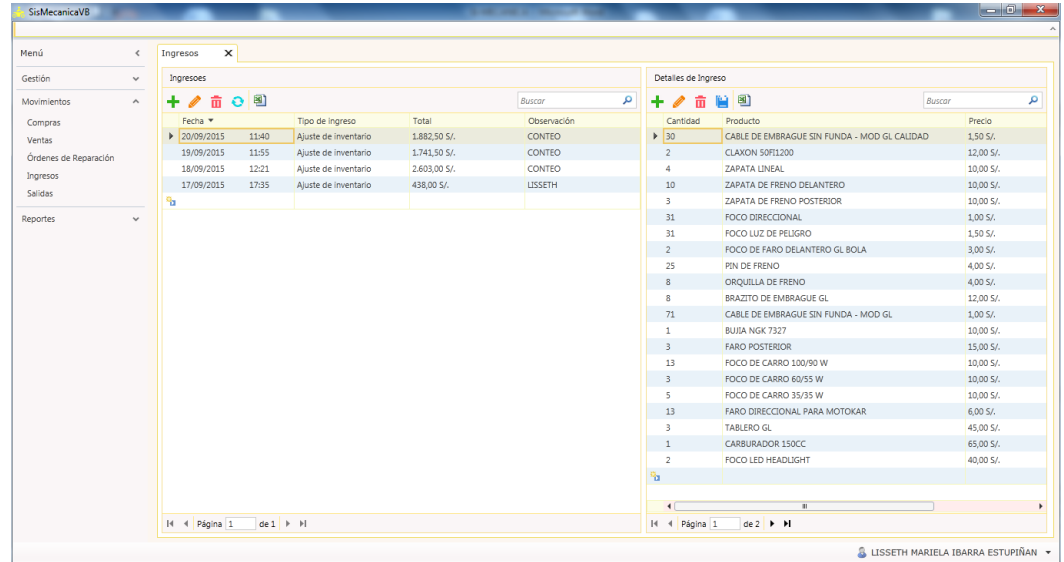 SisMecanicaVB
Menú
Gestión
Movimientos
Compras
Ventas
Órdenes de Reparación
Ingresos
Salidas
Reportes
Ingresos X
Ingresoes
Buscar
Fecha Tipo de ingreso Total Observación
20/09/2015 11:40 Ajuste de inventario 1.882,50 S/. CONTEO
19/09/2015 11:55 Ajuste de inventario 1.741,50 S/. CONTEO
18/09/2015 12:21 Ajuste de inventario 2.603,00 S/. CONTEO
17/09/2015 17:35 Ajuste de inventario 438,00 S/. LISSETH
Página 1 de 1
Detalles de Ingreso
Buscar
Cantidad Producto Precio
30 CABLE DE EMBRAGUE SIN FUNDA - MOD GL CALIDAD 1,50 S/.
2 CLAXON 50FI1200 12,00 S/.
4 ZAPATA LINEAL 10,00 S/.
10 ZAPATA DE FRENO DELANTERO 10,00 S/.
3 ZAPATA DE FRENO POSTERIOR 10,00 S/.
31 FOCO DIRECCIONAL 1,00 S/.
31 FOCO LUZ DE PELIGRO 1,50 S/.
2 FOCO DE FARO DELANTERO GL BOLA 3,00 S/.
25 PIN DE FRENO 4,00 S/.
8 ORQUILLA DE FRENO 4,00 S/.
8 BRAZITO DE EMBRAGUE GL 12,00 S/.
71 CABLE DE EMBRAGUE SIN FUNDA - MOD GL 1,00 S/.
1 BUJIA NGK 7327 10,00 S/.
3 FARO POSTERIOR 15,00 S/.
13 FOCO DE CARRO 100/90 W 10,00 S/.
3 FOCO DE CARRO 60/55 W 10,00 S/.
5 FOCO DE CARRO 35/35 W 10,00 S/.
13 FARO DIRECCIONAL PARA MOTOKAR 6,00 S/.
3 TABLERO GL 45,00 S/.
1 CARBURADOR 150CC 65,00 S/.
2 FOCO LED HEADLIGHT 40,00 S/.
Página 1 de 2
LISSETH MARIELA IBARRA ESTUPIÑAN